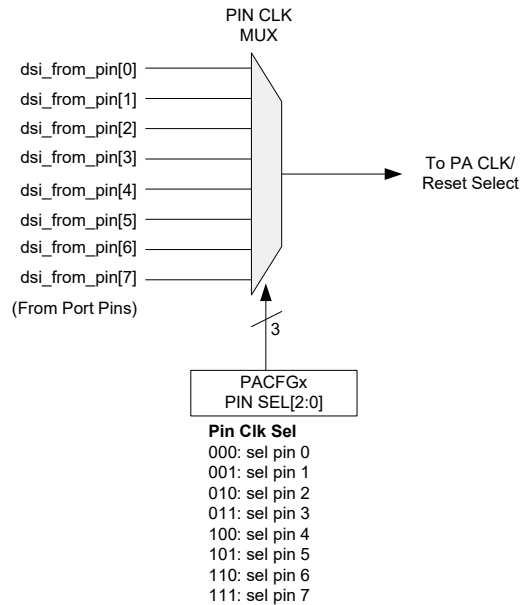 PIN CLK
MUX
dsi_from_pin[0]
dsi_from_pin[1]
dsi_from_pin[2]
dsi_from_pin[3]
dsi_from_pin[4]
dsi_from_pin[5]
dsi_from_pin[6]
dsi_from_pin[7]
(From Port Pins)
To PA CLK/
Reset Select
3
PACFGx
PIN SEL[2:0]
Pin Clk Sel
000: sel pin 0
001: sel pin 1
010: sel pin 2
011: sel pin 3
100: sel pin 4
101: sel pin 5
110: sel pin 6
111: sel pin 7